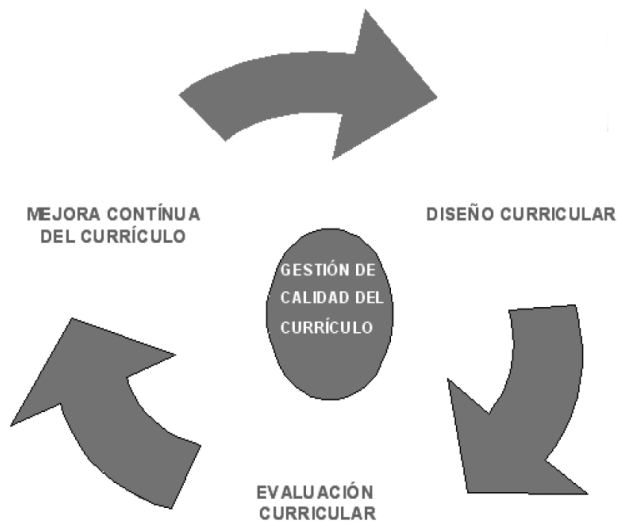 MEJORA CONTÍNUA
DEL CURRÍCULO
DISEÑO CURRICULAR
GESTIÓN DE
CALIDAD DEL
CURRÍCULO
EVALUACIÓN
CURRICULAR